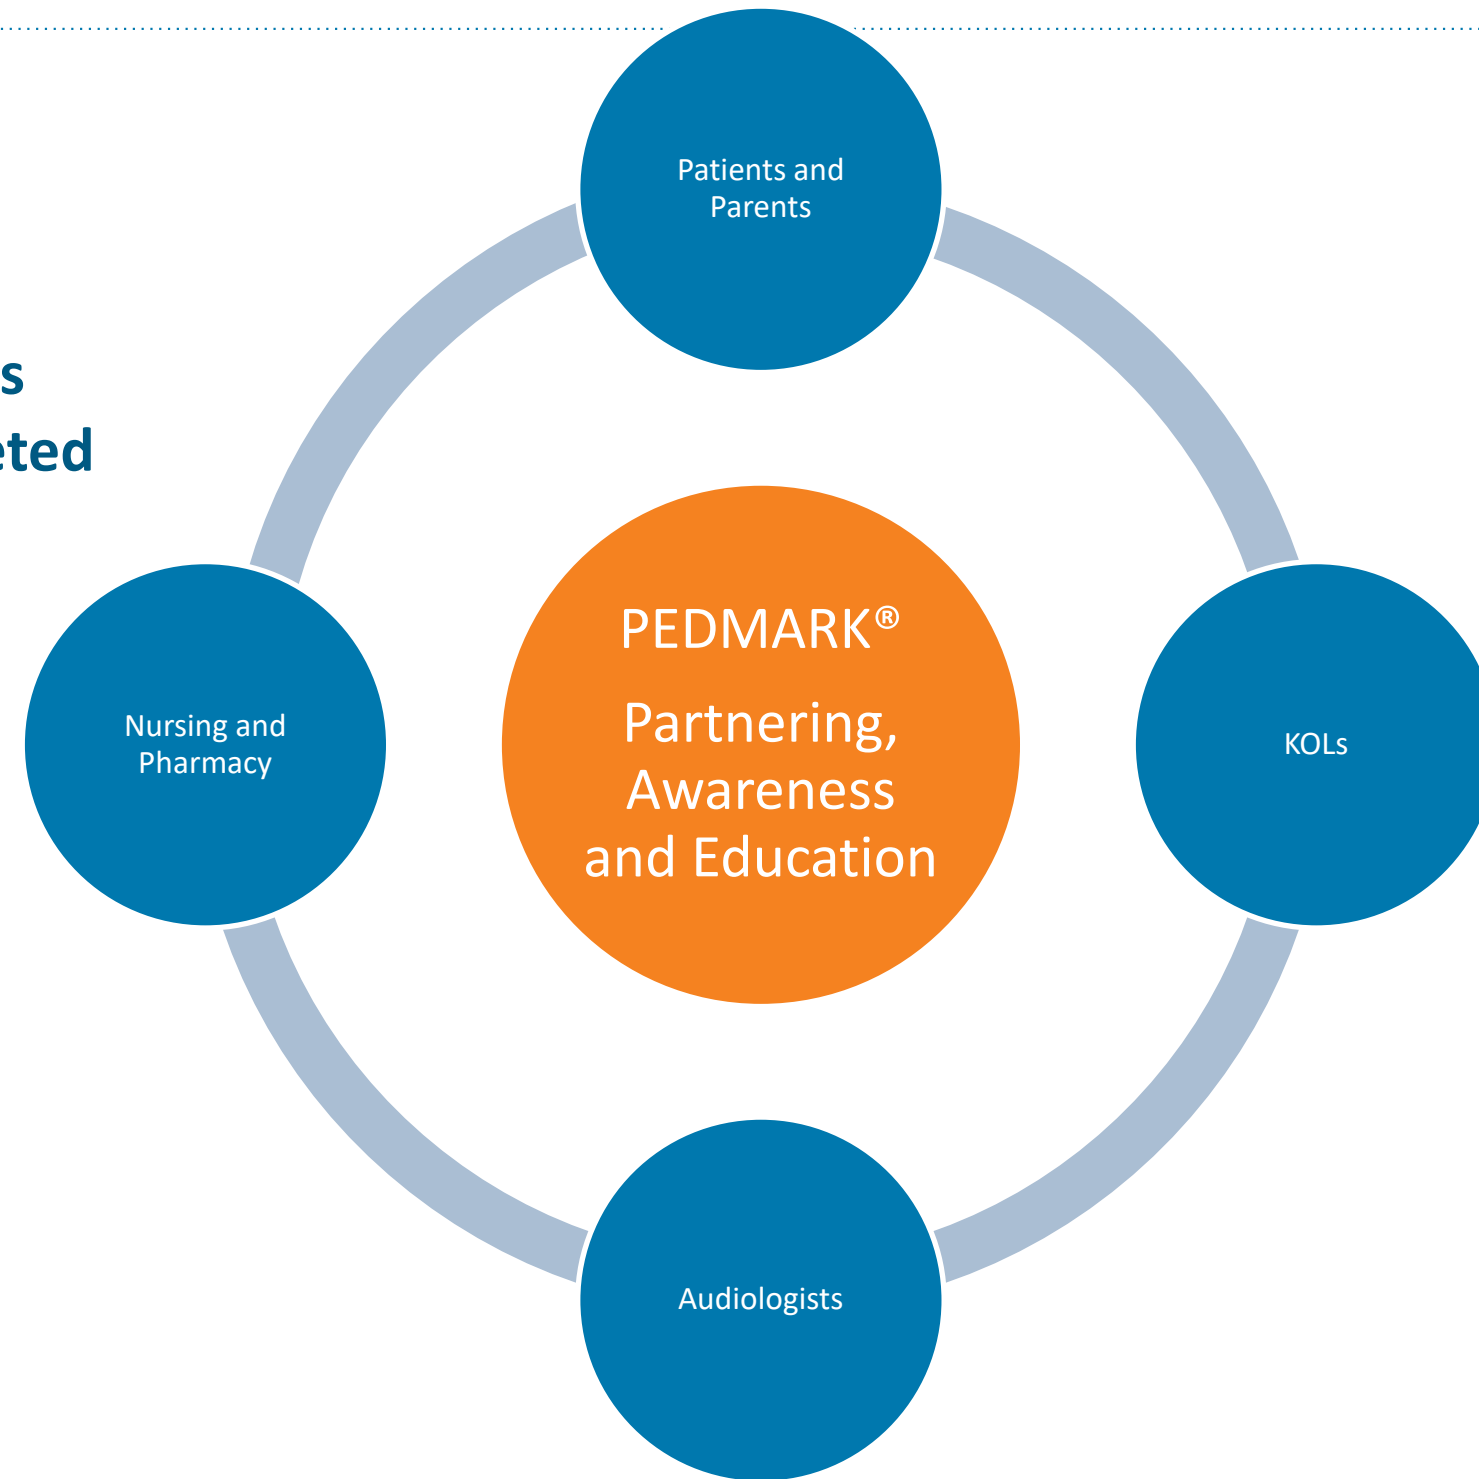 Patients and
Parents
s
eted
PEDMARK®
Partnering,
Awareness
and Education
Nursing and
Pharmacy
KOLs
Audiologists